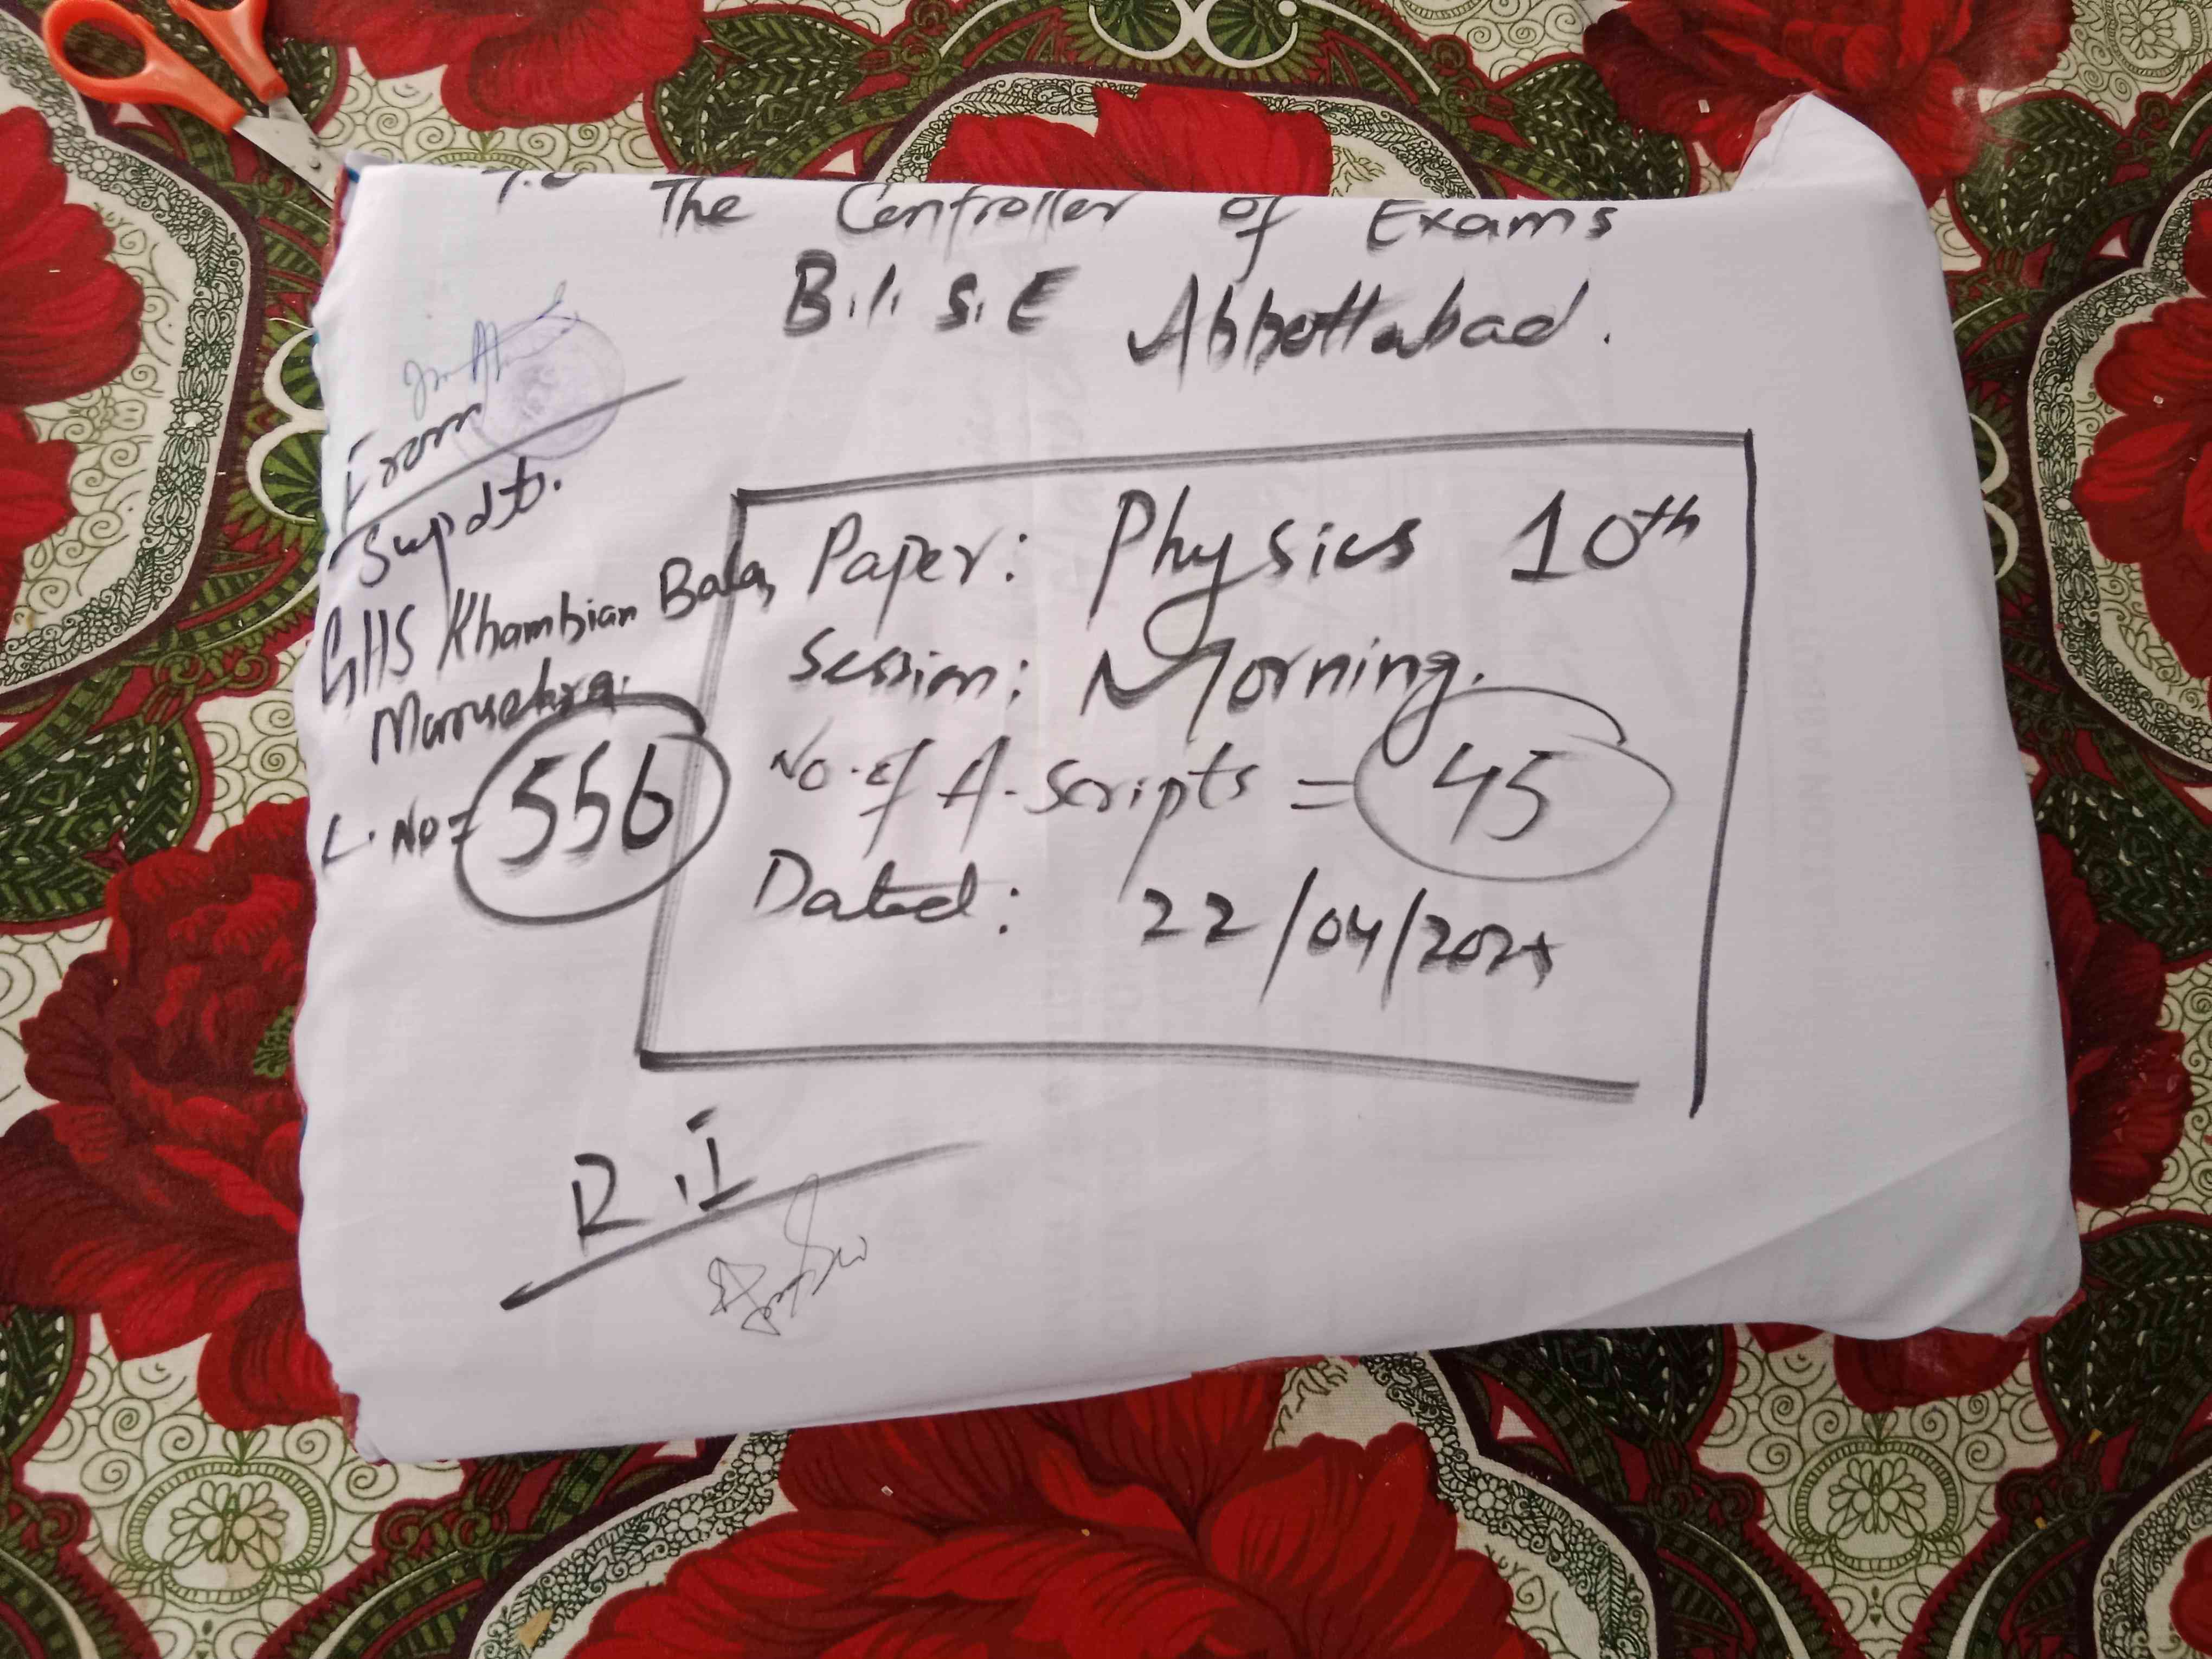 The Controller of Exams
B.I.S.E Abbottabad.
From
Supdt.
GHS Khambian Bala,
Mansehra.
L. No = 556
Paper: Physics 10th
Session: Morning.
No. of A. Scripts = 45
Dated: 22/04/202
R.I